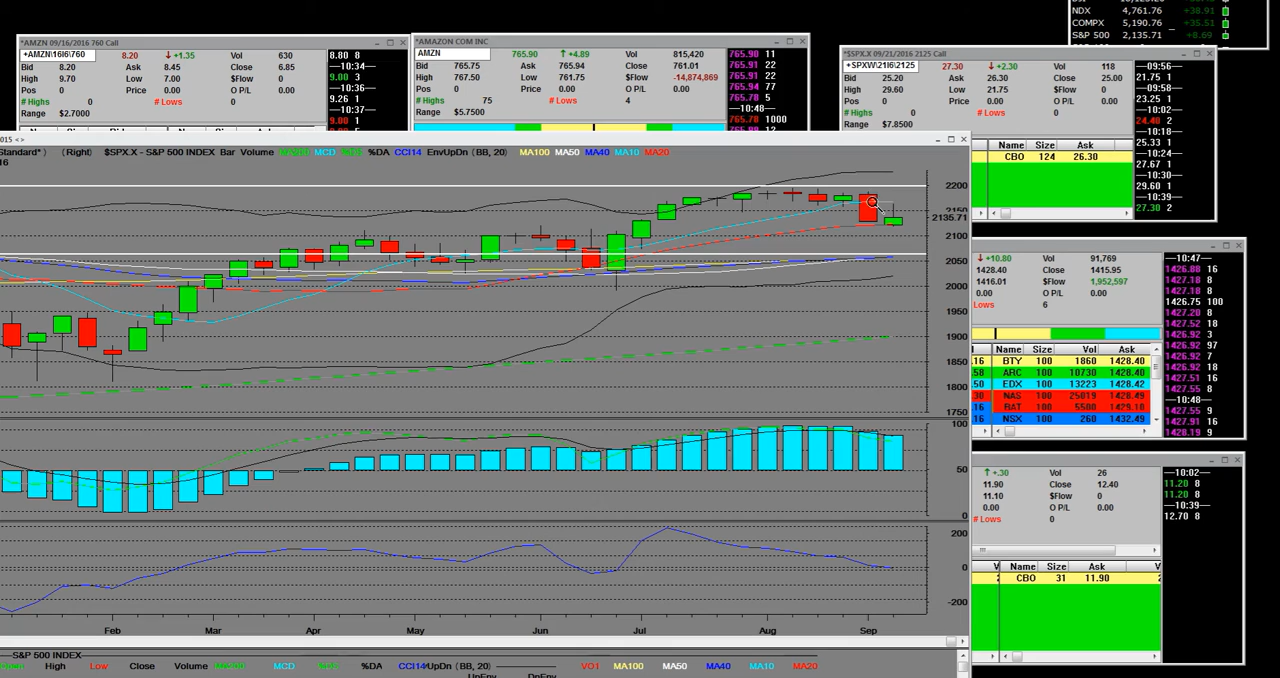 NDX 4,761.76 +38.91
COMPX 5,190.76 +35.51
S&P 500 2,135.71 +8.69
*AMZN 09/16/2016 760 Call
+AMZN\16I6\760 8.20 ↓ +1.35 Vol 630
Bid 8.20 Ask 8.45 Close 6.85
High 9.70 Low 7.00 $Flow 0
Pos 0 Price 0.00 O P/L 0.00
# Highs 0 # Lows 0
Range $2.7000
8.80 8
—10:34—
9.00 3
—10:36—
9.26 1
—10:37—
9.00 1
*AMAZON COM INC
AMZN 765.90 ↑ +4.89 Vol 815,420
Bid 765.75 Ask 765.94 Close 761.01
High 767.50 Low 761.75 $Flow -14,874,869
Pos 0 Price 0.00 O P/L 0.00
# Highs 75 # Lows 4
Range $5.7500
765.90 11
765.91 22
765.91 22
765.94 77
765.78 5
—10:48—
765.78 1000
*$SPX.X 09/21/2016 2125 Call
+SPXW\21I6\2125 27.30 ↓ +2.30 Vol 118
Bid 25.20 Ask 26.30 Close 25.00
High 29.60 Low 21.75 $Flow 0
Pos 0 Price 0.00 O P/L 0.00
# Highs 0 # Lows 0
Range $7.8500
—09:56—
21.75 1
—09:58—
23.25 1
—10:02—
24.40 2
—10:18—
25.33 1
—10:24—
27.67 1
—10:30—
29.60 1
—10:39—
27.30 2
Name Size Ask
CBO 124 26.30
015 <>
Standard*) (Right) $SPX.X - S&P 500 INDEX Bar Volume MA200 MCD %DS %DA CCI14 EnvUpDn (BB, 20) MA100 MA50 MA40 MA10 MA20
16
2200
2150
2135.71
2100
2050
2000
1950
1900
1850
1800
1750
100
50
0
200
0
-200
Feb Mar Apr May Jun Jul Aug Sep
S&P 500 INDEX
Open High Low Close Volume MA200 MCD %DS %DA CCI14 UpDn (BB, 20) VO1 MA100 MA50 MA40 MA10 MA20
UpEnv DnEnv
↓ +10.80 Vol 91,769
1428.40 Close 1415.95
1416.01 $Flow 1,952,597
0.00 O P/L 0.00
Lows 6
Name Size Vol Ask
.16 BTY 100 1860 1428.40
.58 ARC 100 10730 1428.40
EDX 100 13223 1428.42
.30 NAS 100 25819 1428.49
BAT 100 5500 1429.10
.16 NSX 100 260 1432.49
—10:47—
1426.88 16
1427.18 8
1427.18 8
1426.75 100
1427.20 8
1427.52 18
1426.92 3
1426.92 97
1426.92 7
1426.92 18
1427.51 16
1427.55 8
—10:48—
1427.55 9
1427.91 16
1428.19 9
↑ +.30 Vol 26
11.90 Close 12.40
11.10 $Flow 0
0.00 O P/L 0.00
# Lows 0
—10:02—
11.20 8
11.20 8
—10:39—
12.70 8
Name Size Ask V
CBO 31 11.90